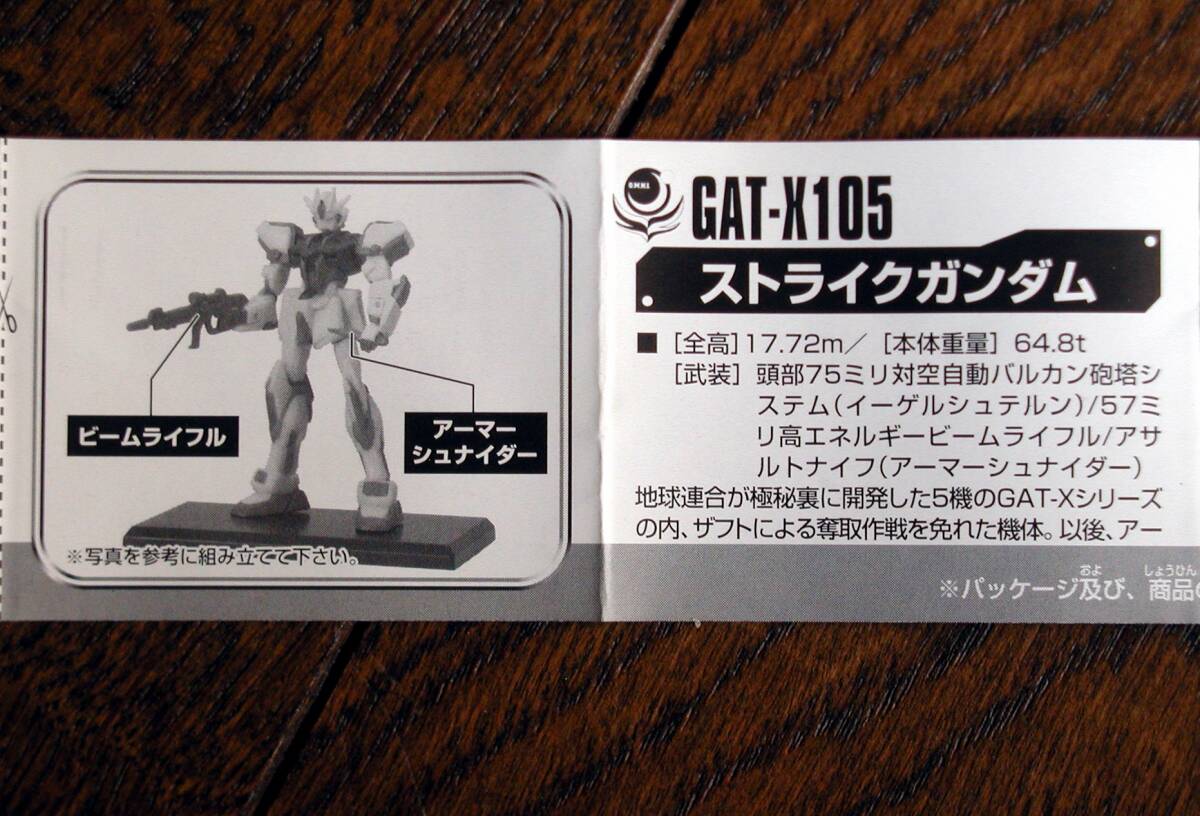 ビームライフル
アーマー
シュナイダー
※写真を参考に組み立てて下さい。
OMNI
GAT-X105
ストライクガンダム
■ [全高]17.72m／ [本体重量] 64.8t
[武装] 頭部75ミリ対空自動バルカン砲塔シ
ステム(イーゲルシュテルン)/57ミ
リ高エネルギービームライフル/アサ
ルトナイフ(アーマーシュナイダー)
地球連合が極秘裏に開発した5機のGAT-Xシリーズ
の内、ザフトによる奪取作戦を免れた機体。以後、アー
およ しょうひん
※パッケージ及び、商品